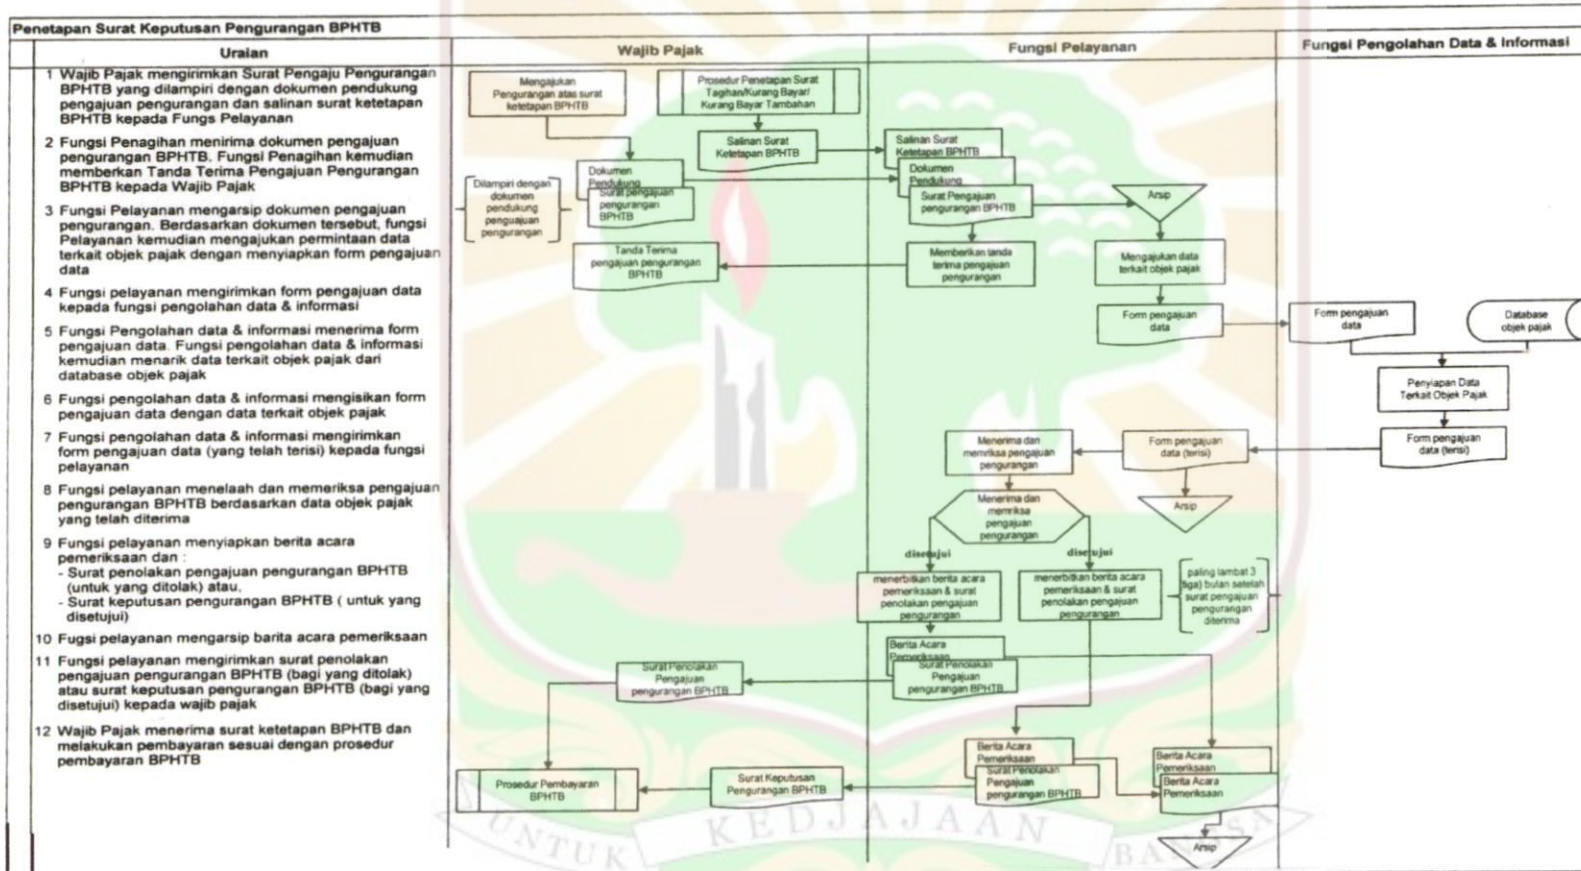 Penetapan Surat Keputusan Pengurangan BPHTB
Uraian
Wajib Pajak
Fungsi Pelayanan
Fungsi Pengolahan Data & Informasi
1 Wajib Pajak mengirimkan Surat Pengaju Pengurangan
BPHTB yang dilampiri dengan dokumen pendukung
pengajuan pengurangan dan salinan surat ketetapan
BPHTB kepada Fungs Pelayanan
2 Fungsi Penagihan menirima dokumen pengajuan
pengurangan BPHTB. Fungsi Penagihan kemudian
memberkan Tanda Terima Pengajuan Pengurangan
BPHTB kepada Wajib Pajak
3 Fungsi Pelayanan mengarsip dokumen pengajuan
pengurangan. Berdasarkan dokumen tersebut, fungsi
Pelayanan kemudian mengajukan permintaan data
terkait objek pajak dengan menyiapkan form pengajuan
data
4 Fungsi pelayanan mengirimkan form pengajuan data
kepada fungsi pengolahan data & informasi
5 Fungsi Pengolahan data & informasi menerima form
pengajuan data. Fungsi pengolahan data & informasi
kemudian menarik data terkait objek pajak dari
database objek pajak
6 Fungsi pengolahan data & informasi mengisikan form
pengajuan data dengan data terkait objek pajak
7 Fungsi pengolahan data & informasi mengirimkan
form pengajuan data (yang telah terisi) kepada fungsi
pelayanan
8 Fungsi pelayanan menelaah dan memeriksa pengajuan
pengurangan BPHTB berdasarkan data objek pajak
yang telah diterima
9 Fungsi pelayanan menyiapkan berita acara
pemeriksaan dan :
- Surat penolakan pengajuan pengurangan BPHTB
(untuk yang ditolak) atau,
- Surat keputusan pengurangan BPHTB ( untuk yang
disetujui)
10 Fugsi pelayanan mengarsip barita acara pemeriksaan
11 Fungsi pelayanan mengirimkan surat penolakan
pengajuan pengurangan BPHTB (bagi yang ditolak)
atau surat keputusan pengurangan BPHTB (bagi yang
disetujui) kepada wajib pajak
12 Wajib Pajak menerima surat ketetapan BPHTB dan
melakukan pembayaran sesuai dengan prosedur
pembayaran BPHTB
Mengajukan
Pengurangan atas surat
ketetapan BPHTB
Prosedur Penetapan Surat
Tagihan/Kurang Bayar/
Kurang Bayar Tambahan
Salinan Surat
Ketetapan BPHTB
Dokumen
Pendukung
Surat pengajuan
pengurangan
BPHTB
Dilampiri dengan
dokumen
pendukung
penguajuan
pengurangan
Tanda Terima
pengajuan pengurangan
BPHTB
Salinan Surat
Ketetapan BPHTB
Dokumen
Pendukung
Surat Pengajuan
pengurangan BPHTB
Arsip
Memberikan tanda
terima pengajuan
pengurangan
Mengajukan data
terkait objek pajak
Form pengajuan
data
Form pengajuan
data
Database
objek pajak
Penyiapan Data
Terkait Objek Pajak
Form pengajuan
data (terisi)
Form pengajuan
data (terisi)
Menerima dan
memriksa pengajuan
pengurangan
Arsip
Menerima dan
memriksa
pengajuan
pengurangan
disetujui
disetujui
menerbitkan berita acara
pemeriksaan & surat
penolakan pengajuan
pengurangan
menerbitkan berita acara
pemeriksaan & surat
penolakan pengajuan
pengurangan
paling lambat 3
tiga) bulan setelah
surat pengajuan
pengurangan
diterima
Berita Acara
Pemeriksaan
Surat Penolakan
Pengajuan
pengurangan BPHTB
Surat Penolakan
Pengajuan
pengurangan BPHTB
Berita Acara
Pemeriksaan
Surat Penolakan
Pengajuan
pengurangan BPHTB
Berita Acara
Pemeriksaan
Berita Acara
Pemeriksaan
Surat Keputusan
Pengurangan BPHTB
Prosedur Pembayaran
BPHTB
Arsip
UNTUK KEDJAJAAN BANGSA